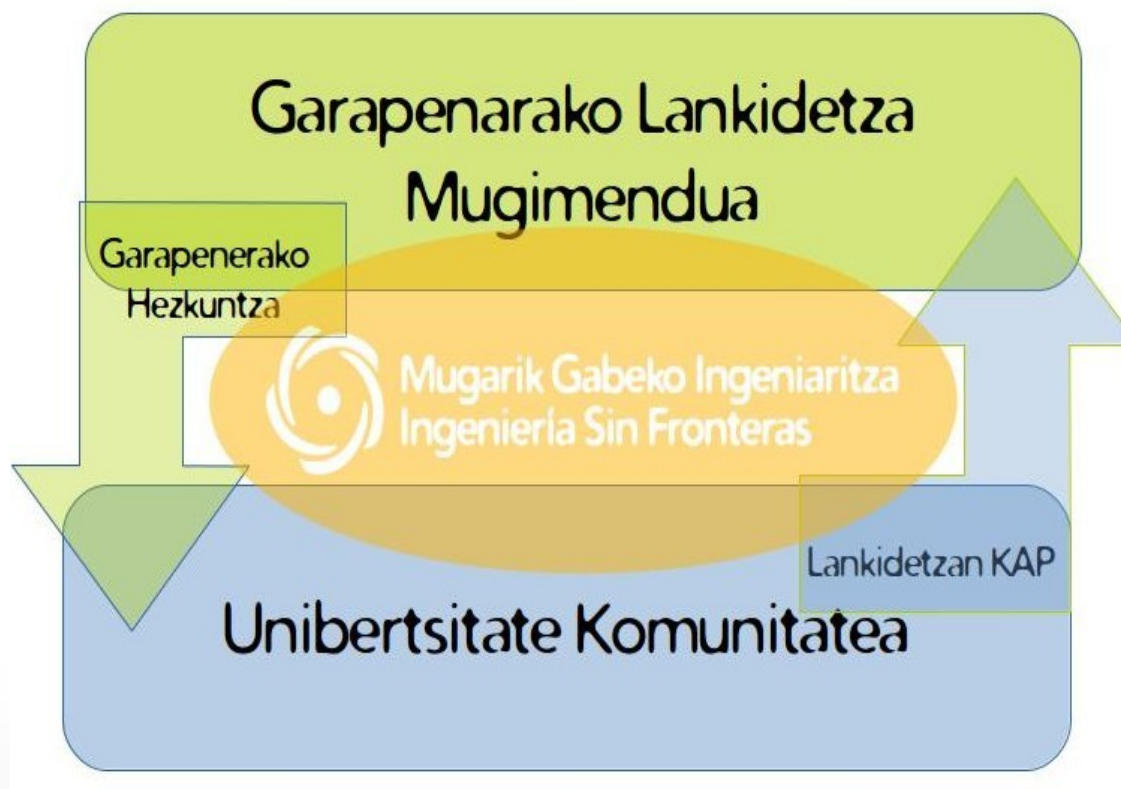 Garapenarako Lankidetza
Mugimendua
Garapenerako
Hezkuntza
Mugarik Gabeko Ingeniaritza
Ingeniería Sin Fronteras
Lankidetzan KAP
Unibertsitate Komunitatea